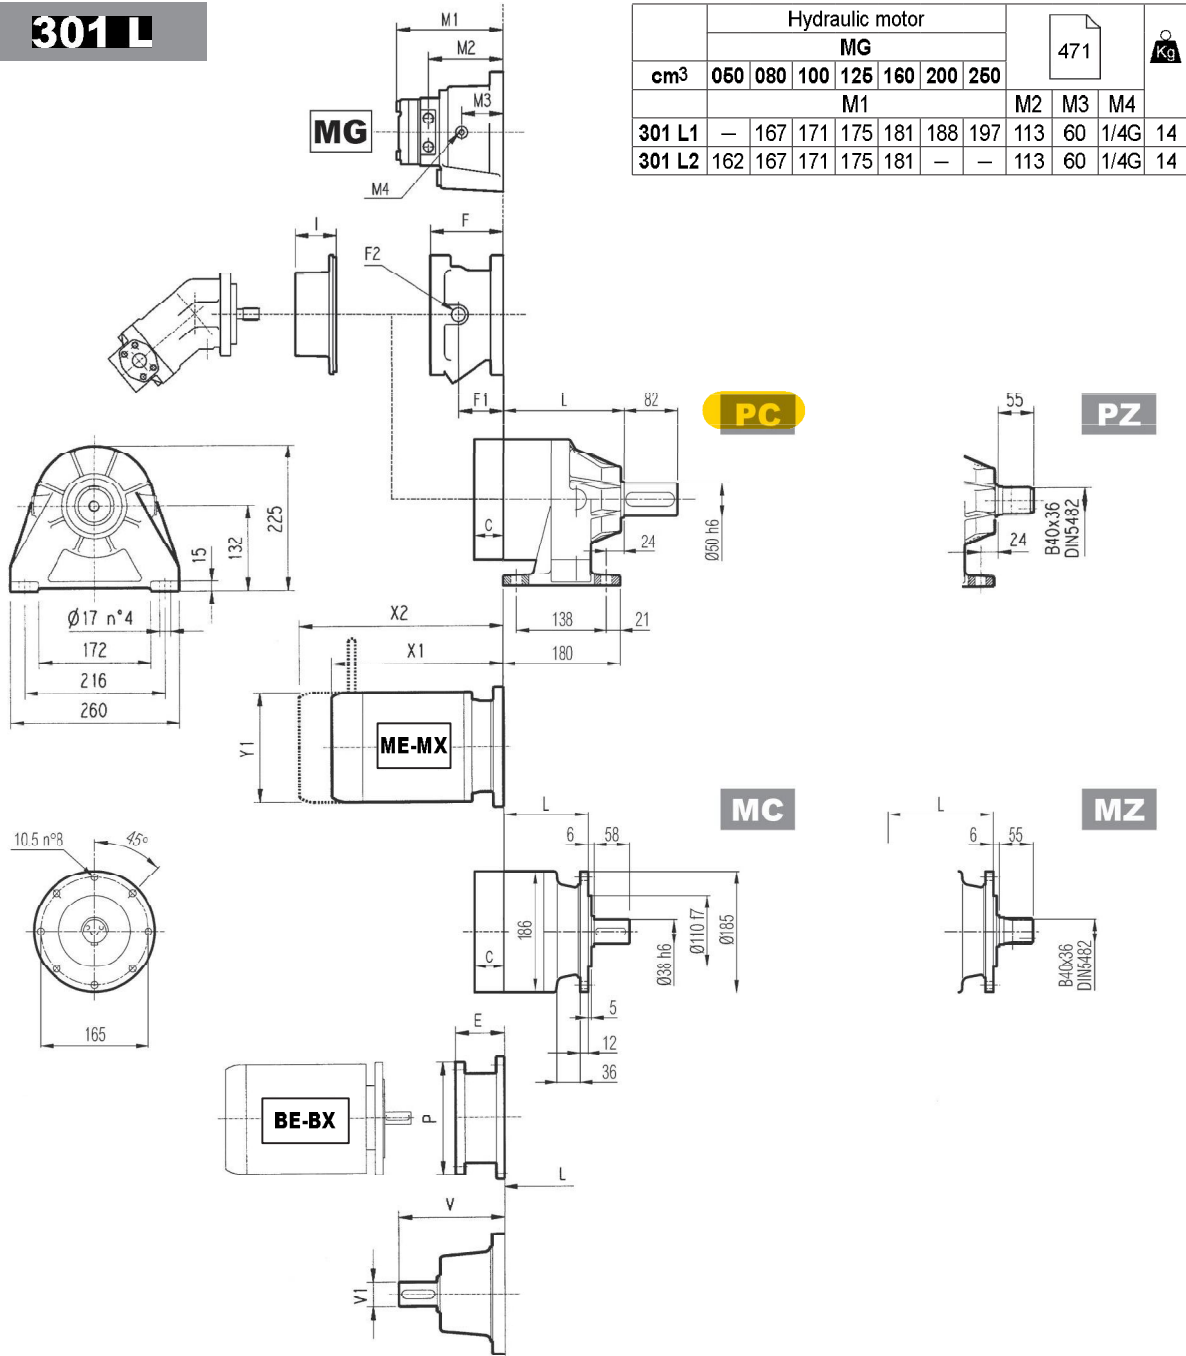 301 L
Hydraulic motor
MG
471
Kg
cm³ 050 080 100 125 160 200 250
M1 M2 M3 M4
301 L1 — 167 171 175 181 188 197 113 60 1/4G 14
301 L2 162 167 171 175 181 — — 113 60 1/4G 14
M1
M2
M3
MG
M4
I
F
F2
F1
L
82
PC
55
PZ
C
24
Ø50 h6
24
B40x36
DIN5482
225
132
15
Ø17 n°4
172
216
260
138
21
180
X2
X1
Y1
ME-MX
L
MC
L
MZ
10.5 n°8
45°
6
58
6
55
186
Ø110 f7
Ø185
Ø38 h6
C
B40x36
DIN5482
165
5
12
36
E
BE-BX
P
L
V
V1